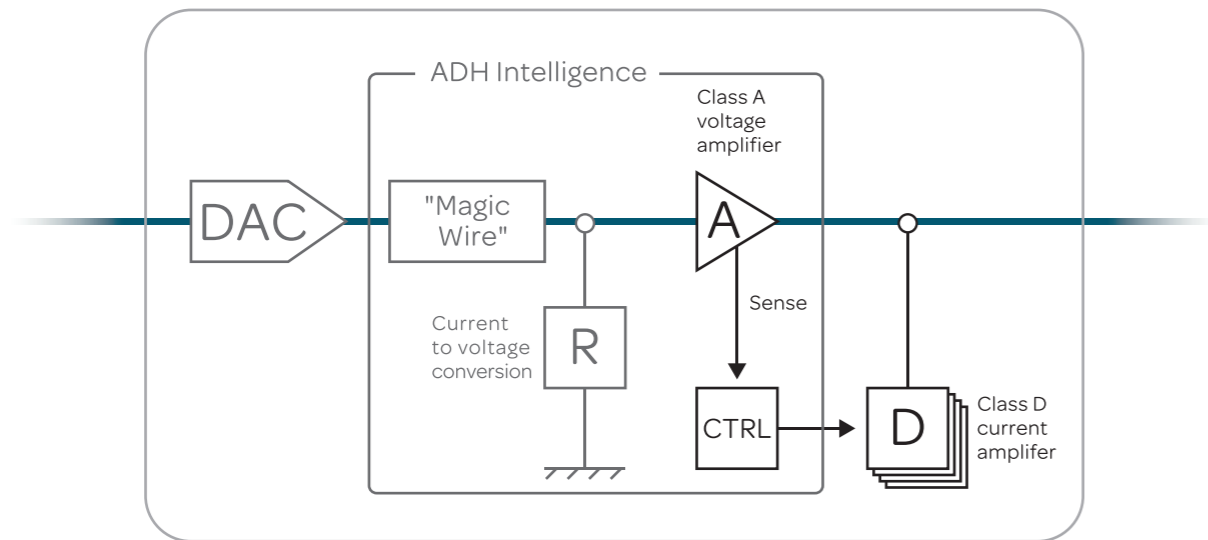 ADH Intelligence
Class A
voltage
amplifier
DAC
"Magic
Wire"
A
Sense
Current
to voltage
conversion
R
CTRL
D
Class D
current
amplifer